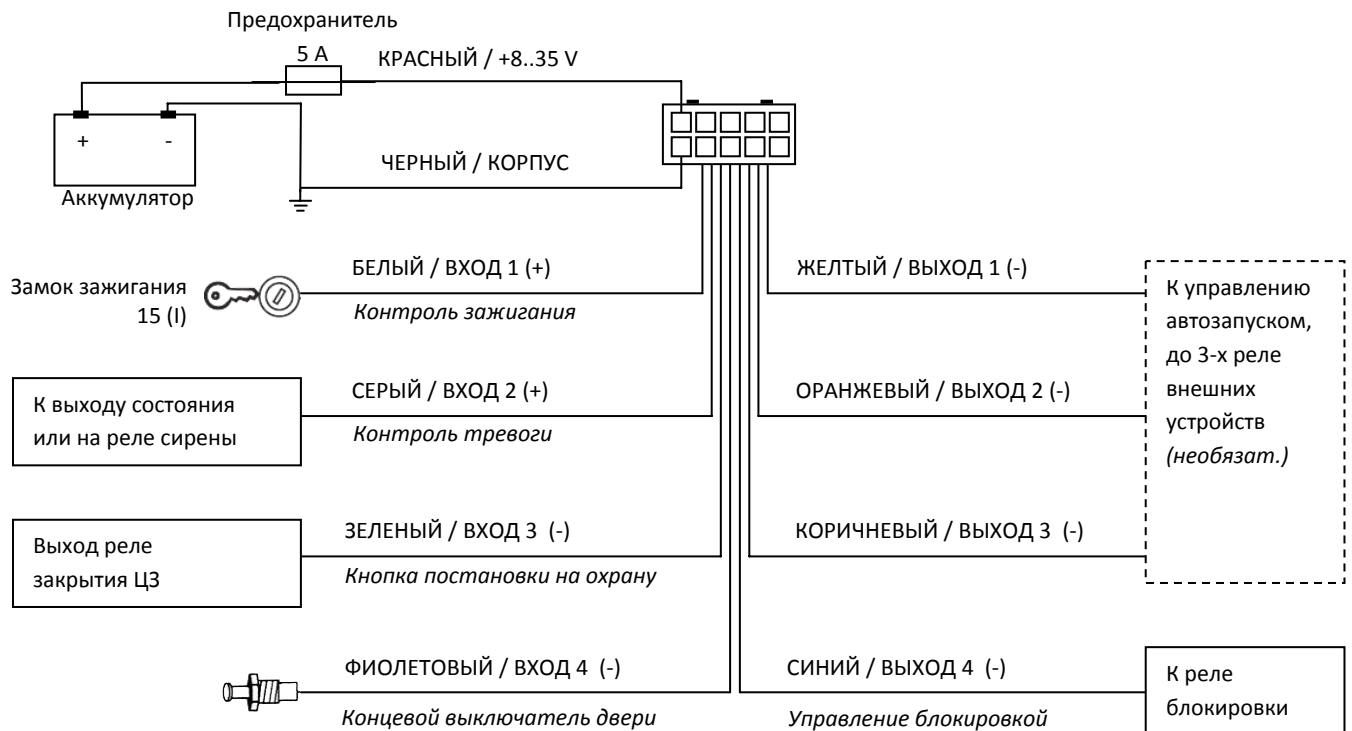 Предохранитель
5 А
КРАСНЫЙ / +8..35 V
+ -
Аккумулятор
ЧЕРНЫЙ / КОРПУС
Замок зажигания
15 (I)
БЕЛЫЙ / ВХОД 1 (+)
Контроль зажигания
ЖЕЛТЫЙ / ВЫХОД 1 (-)
К выходу состояния
или на реле сирены
СЕРЫЙ / ВХОД 2 (+)
Контроль тревоги
ОРАНЖЕВЫЙ / ВЫХОД 2 (-)
К управлению
автозапуском,
до 3-х реле
внешних
устройств
(необязат.)
Выход реле
закрытия ЦЗ
ЗЕЛЕНЫЙ / ВХОД 3 (-)
Кнопка постановки на охрану
КОРИЧНЕВЫЙ / ВЫХОД 3 (-)
ФИОЛЕТОВЫЙ / ВХОД 4 (-)
Концевой выключатель двери
СИНИЙ / ВЫХОД 4 (-)
Управление блокировкой
К реле
блокировки